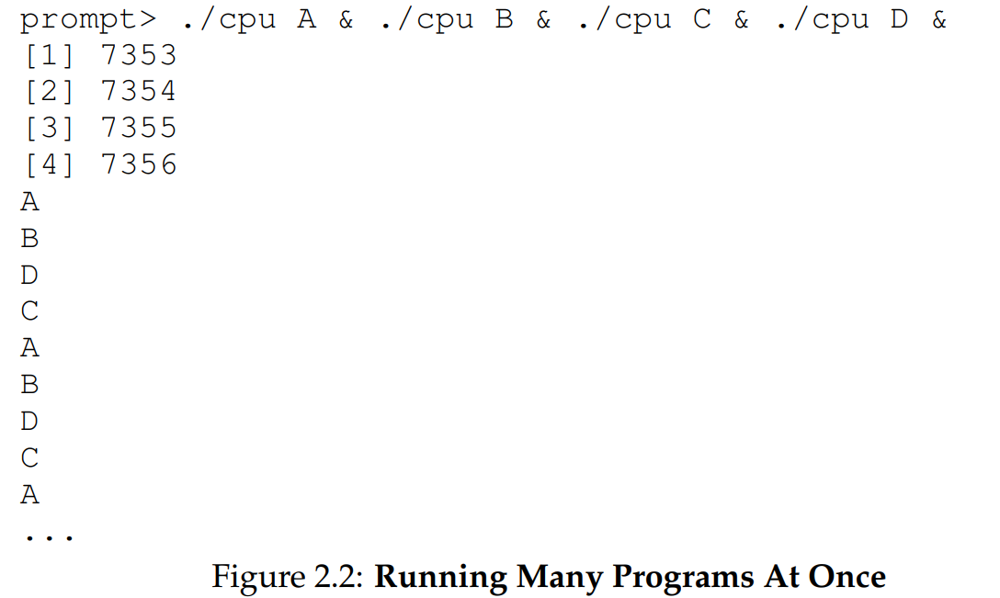 prompt> ./cpu A & ./cpu B & ./cpu C & ./cpu D &
[1] 7353
[2] 7354
[3] 7355
[4] 7356
A
B
D
C
A
B
D
C
A
...
Figure 2.2: Running Many Programs At Once